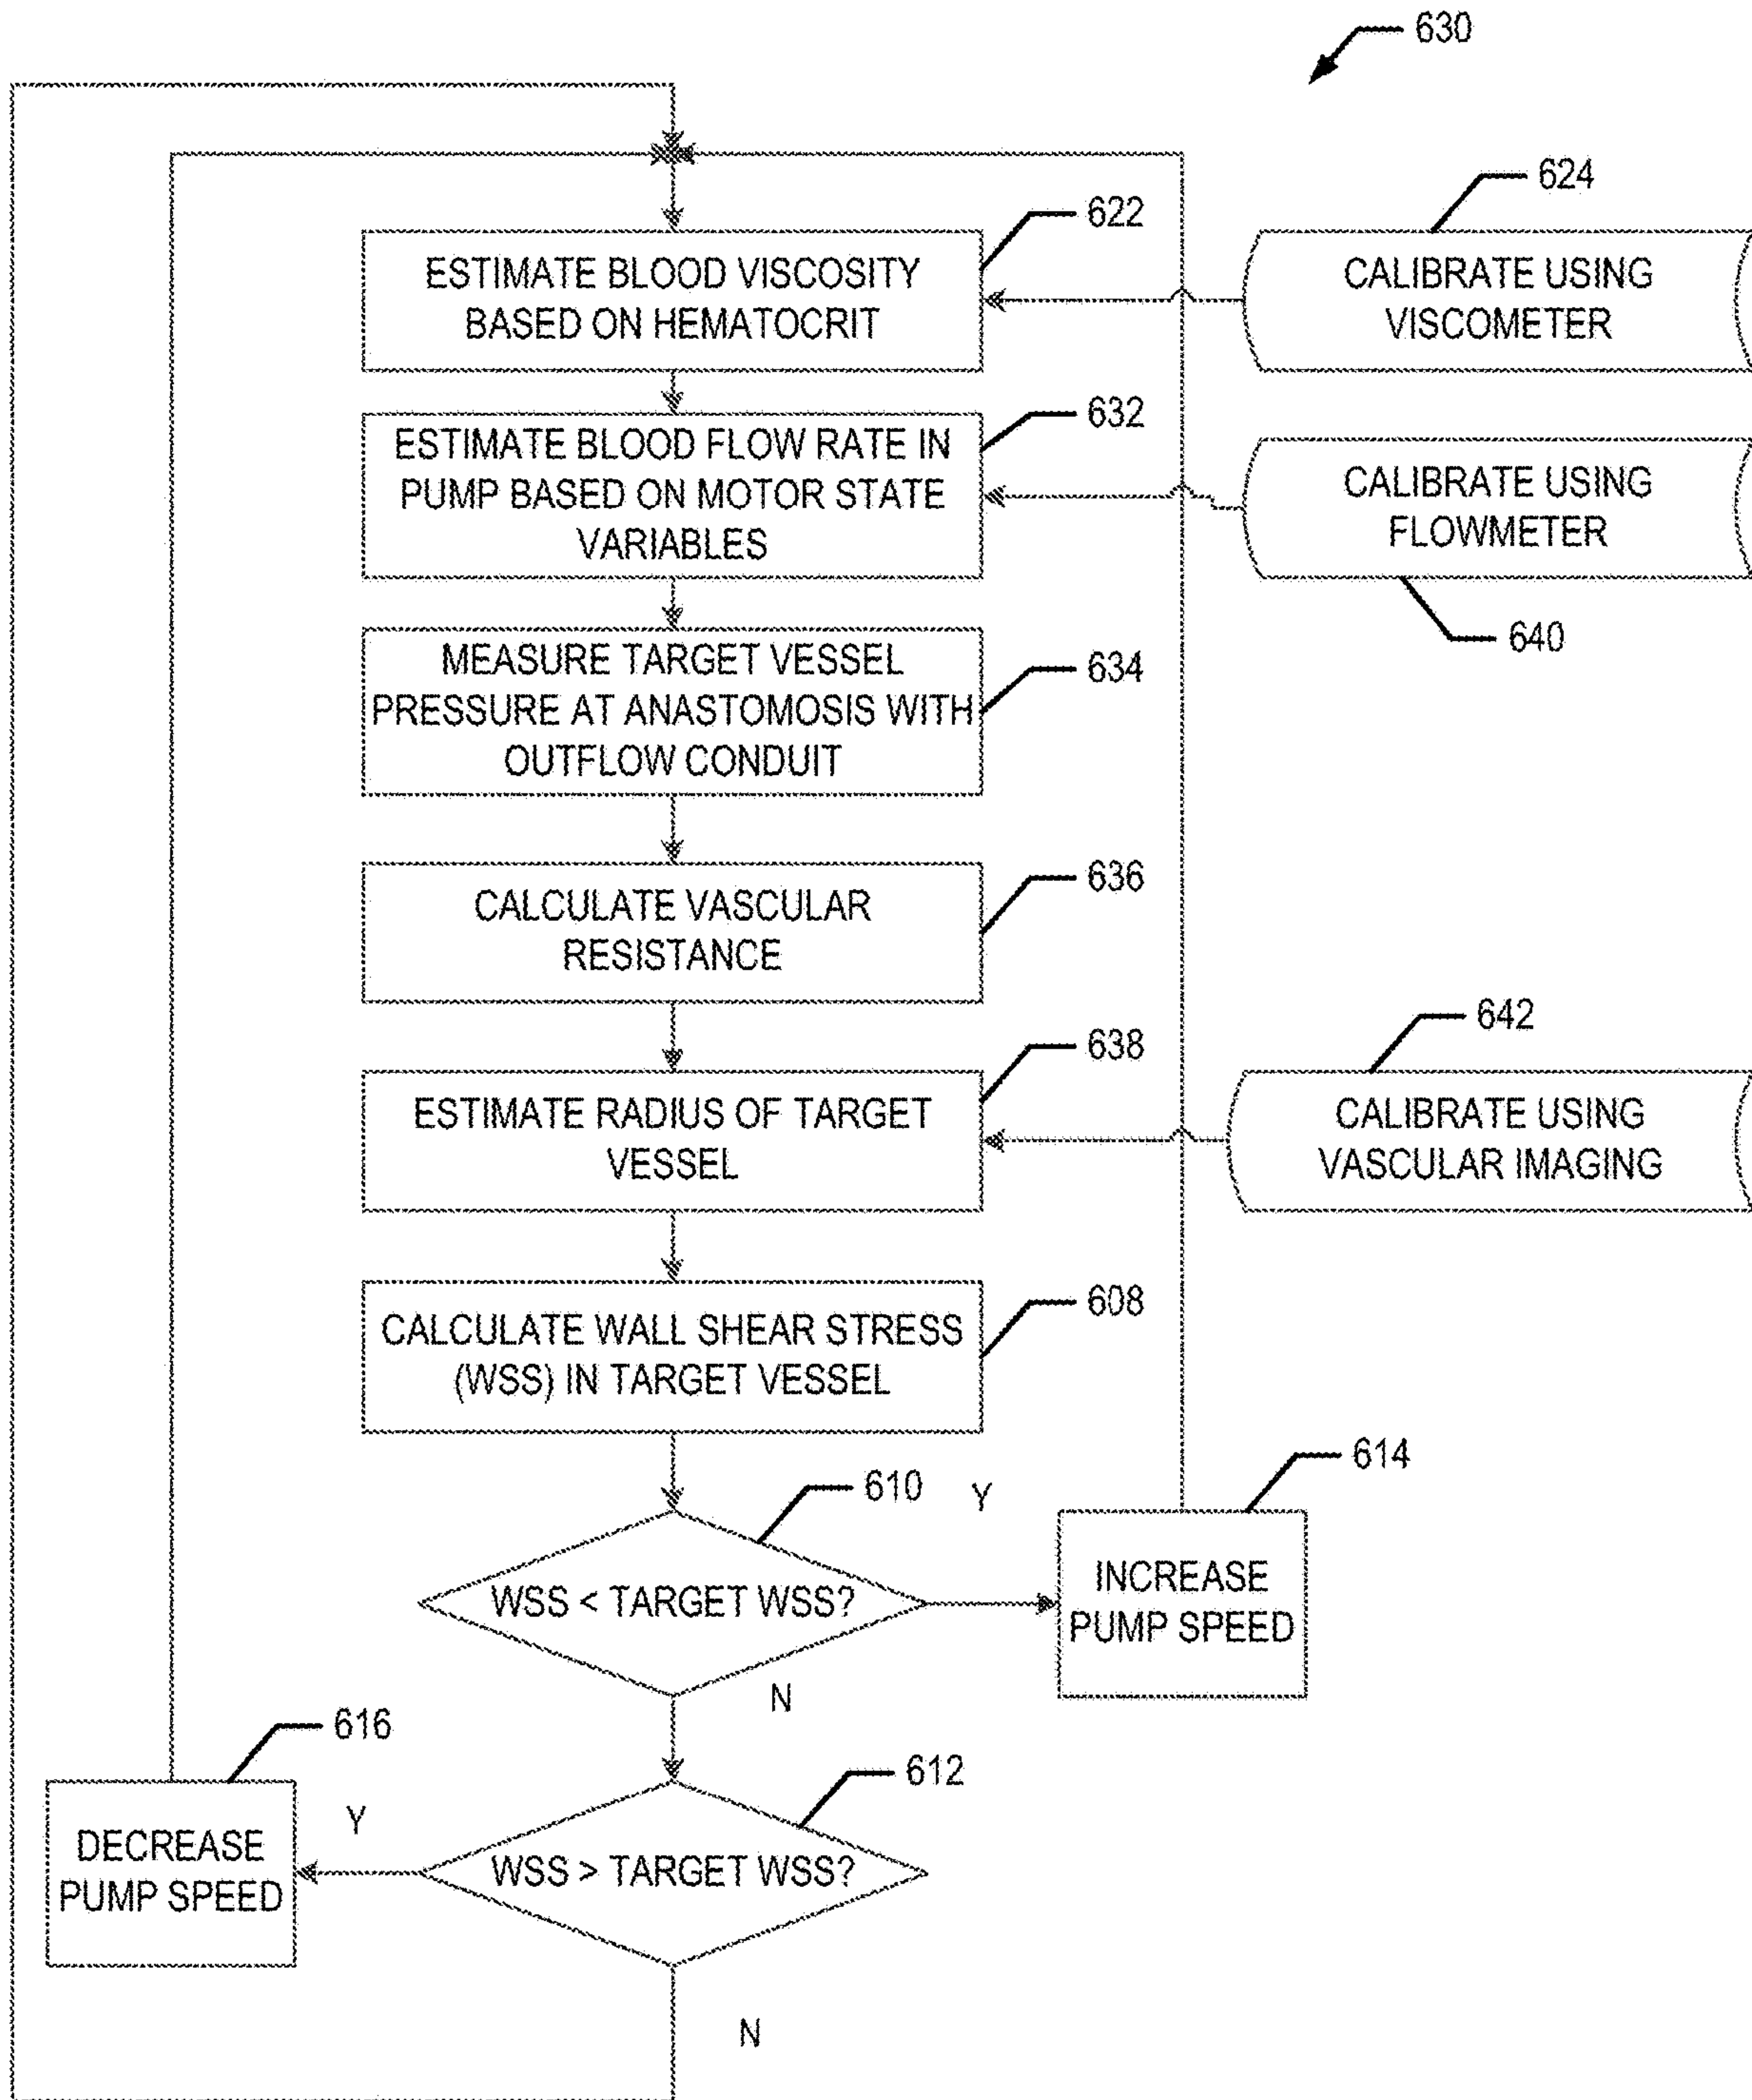 630
624
622
ESTIMATE BLOOD VISCOSITY
BASED ON HEMATOCRIT
CALIBRATE USING
VISCOMETER
632
ESTIMATE BLOOD FLOW RATE IN
PUMP BASED ON MOTOR STATE
VARIABLES
CALIBRATE USING
FLOWMETER
640
634
MEASURE TARGET VESSEL
PRESSURE AT ANASTOMOSIS WITH
OUTFLOW CONDUIT
636
CALCULATE VASCULAR
RESISTANCE
642
638
ESTIMATE RADIUS OF TARGET
VESSEL
CALIBRATE USING
VASCULAR IMAGING
608
CALCULATE WALL SHEAR STRESS
(WSS) IN TARGET VESSEL
614
610
Y
WSS < TARGET WSS?
INCREASE
PUMP SPEED
N
616
612
Y
DECREASE
PUMP SPEED
WSS > TARGET WSS?
N